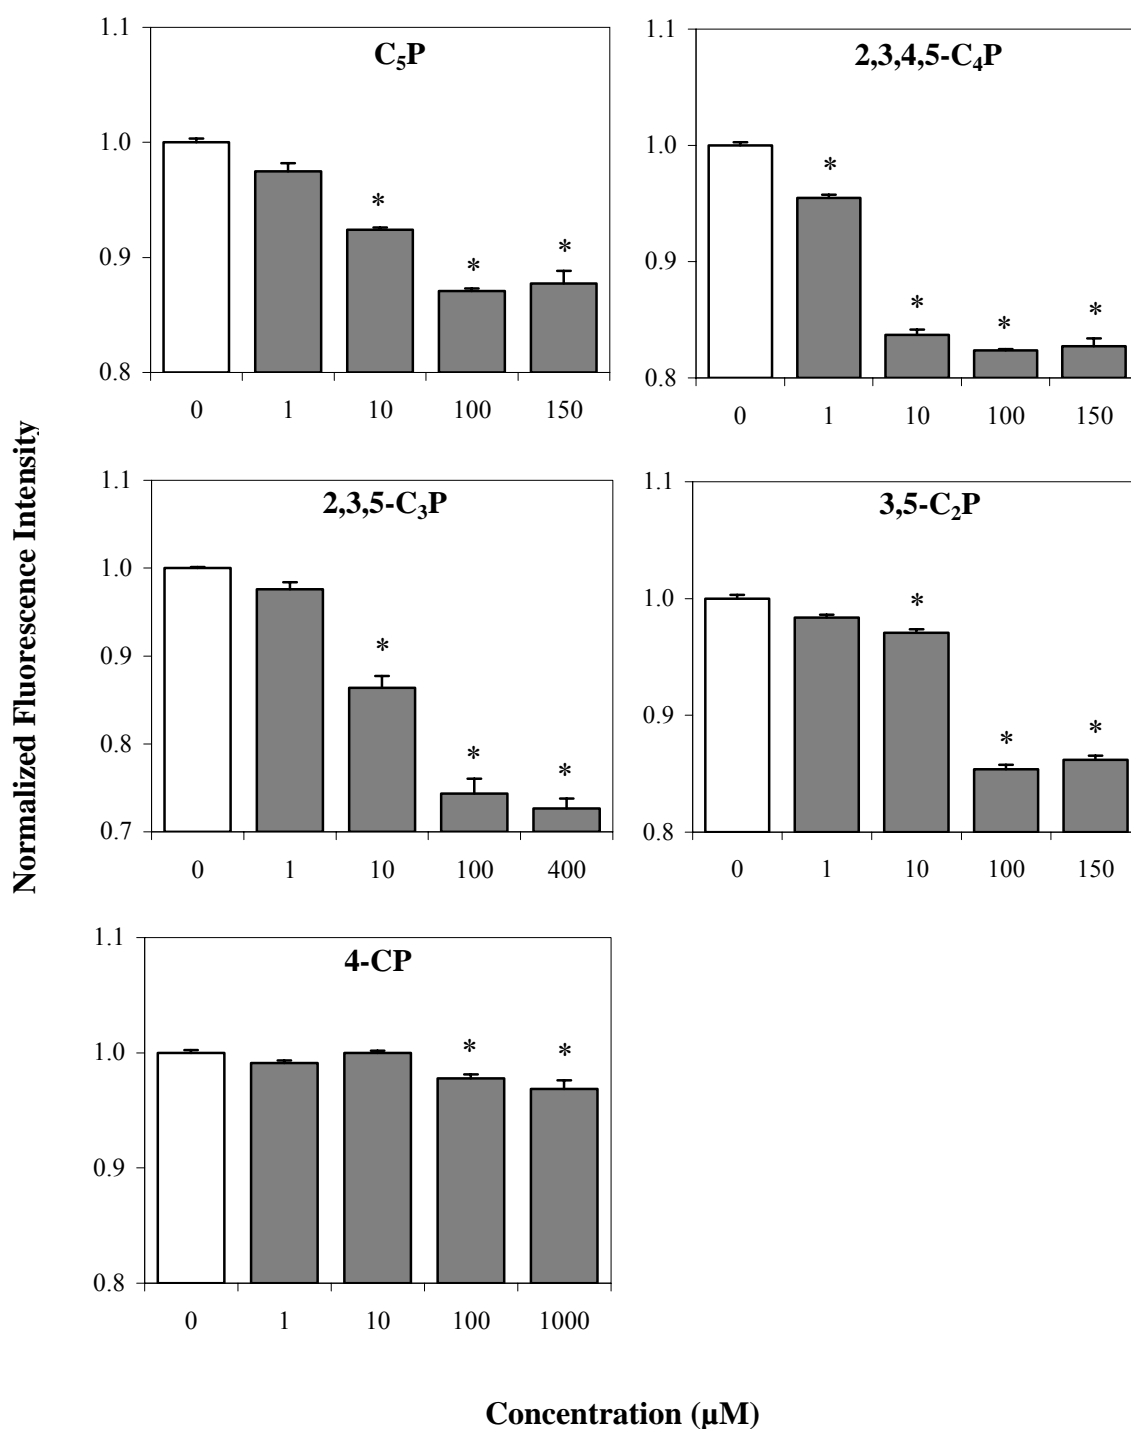 Normalized Fluorescence Intensity
C₅P
1.1
1.0
0.9
0.8
* * *
0 1 10 100 150
2,3,4,5-C₄P
1.1
1.0
0.9
0.8
* * * *
0 1 10 100 150
2,3,5-C₃P
1.1
1.0
0.9
0.8
0.7
* * *
0 1 10 100 400
3,5-C₂P
1.1
1.0
0.9
0.8
* * *
0 1 10 100 150
4-CP
1.1
1.0
0.9
0.8
* *
0 1 10 100 1000
Concentration (µM)